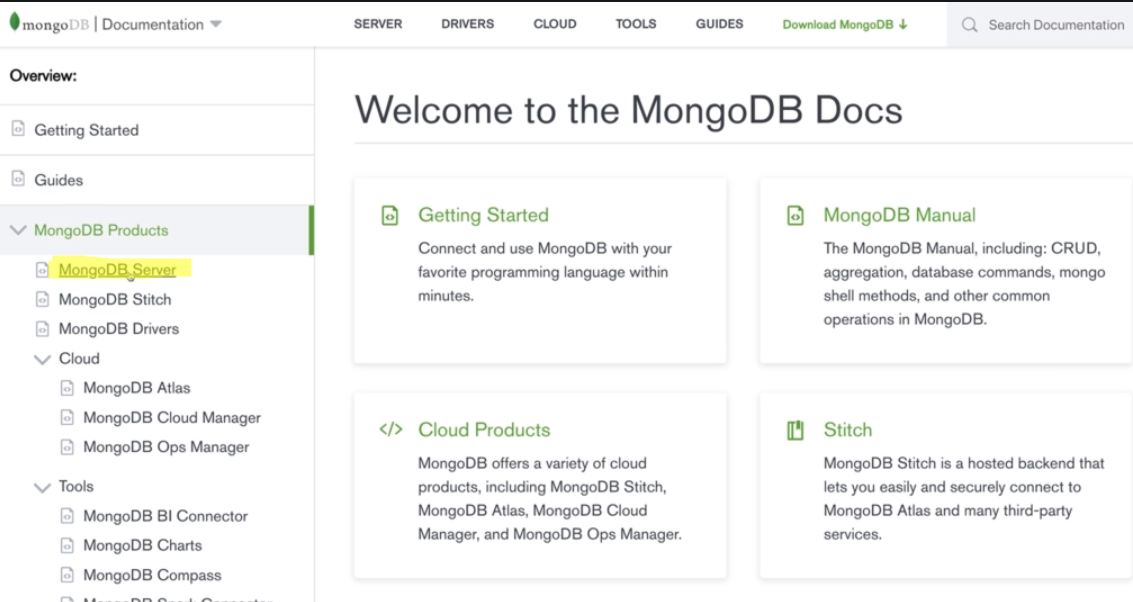 mongoDB | Documentation
SERVER DRIVERS CLOUD TOOLS GUIDES Download MongoDB Search Documentation
Overview:
Getting Started
Guides
MongoDB Products
MongoDB Server
MongoDB Stitch
MongoDB Drivers
Cloud
MongoDB Atlas
MongoDB Cloud Manager
MongoDB Ops Manager
Tools
MongoDB BI Connector
MongoDB Charts
MongoDB Compass
Welcome to the MongoDB Docs
Getting Started
Connect and use MongoDB with your
favorite programming language within
minutes.
MongoDB Manual
The MongoDB Manual, including: CRUD,
aggregation, database commands, mongo
shell methods, and other common
operations in MongoDB.
Cloud Products
MongoDB offers a variety of cloud
products, including MongoDB Stitch,
MongoDB Atlas, MongoDB Cloud
Manager, and MongoDB Ops Manager.
Stitch
MongoDB Stitch is a hosted backend that
lets you easily and securely connect to
MongoDB Atlas and many third-party
services.